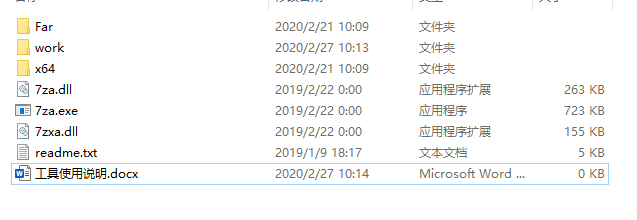 Far 2020/2/21 10:09 文件夹
work 2020/2/27 10:13 文件夹
x64 2020/2/21 10:09 文件夹
7za.dll 2019/2/22 0:00 应用程序扩展 263 KB
7za.exe 2019/2/22 0:00 应用程序 723 KB
7zxa.dll 2019/2/22 0:00 应用程序扩展 155 KB
readme.txt 2019/1/9 18:17 文本文档 5 KB
工具使用说明.docx 2020/2/27 10:14 Microsoft Word ... 0 KB